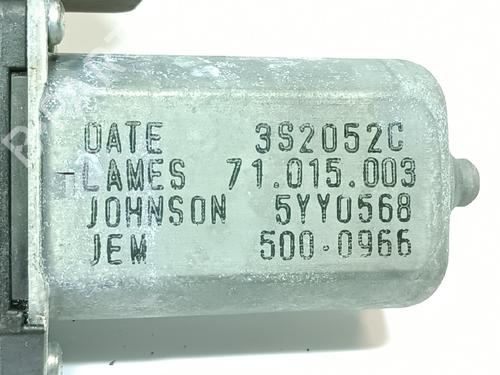 DATE 3S2052C
LAMES 71.015.003
JOHNSON 5YY0568
JEM 500-0966